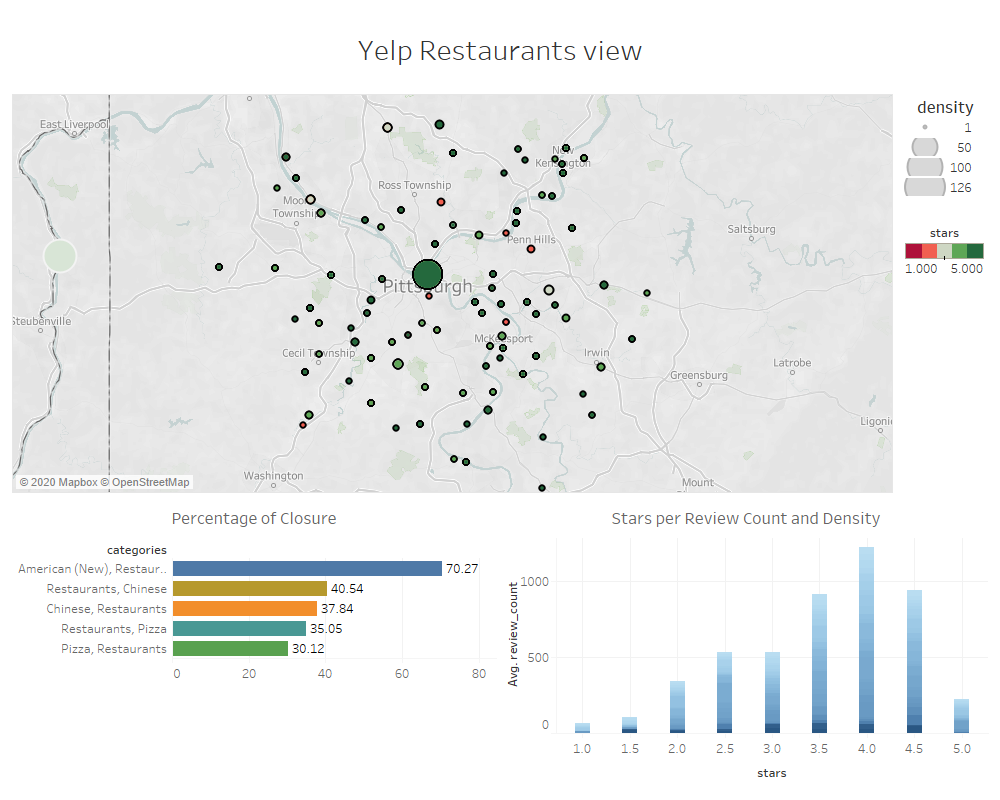 Yelp Restaurants view
East Liverpool
New
Kensington
Ross Township
Moon
Township
Penn Hills
Saltsburg
Pittsburgh
Steubenville
McKeesport
Cecil Township
Irwin
Latrobe
Greensburg
Ligoni
Washington
Mount
© 2020 Mapbox © OpenStreetMap
density
1
50
100
126
stars
1.000 5.000
Percentage of Closure
categories
American (New), Restaur.. 70.27
Restaurants, Chinese 40.54
Chinese, Restaurants 37.84
Restaurants, Pizza 35.05
Pizza, Restaurants 30.12
0 20 40 60 80
Stars per Review Count and Density
Avg. review_count
1000
500
0
1.0 1.5 2.0 2.5 3.0 3.5 4.0 4.5 5.0
stars